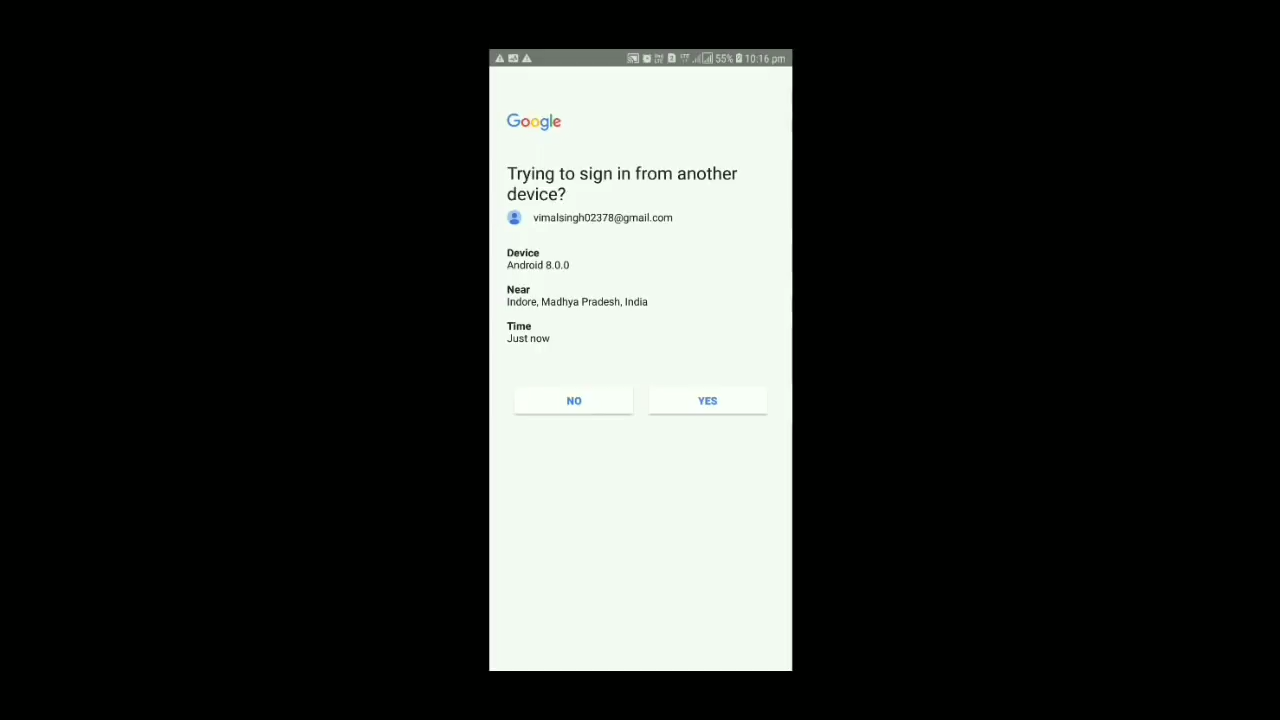 55% 10:16 pm
Google
Trying to sign in from another
device?
vimalsingh02378@gmail.com
Device
Android 8.0.0
Near
Indore, Madhya Pradesh, India
Time
Just now
NO YES